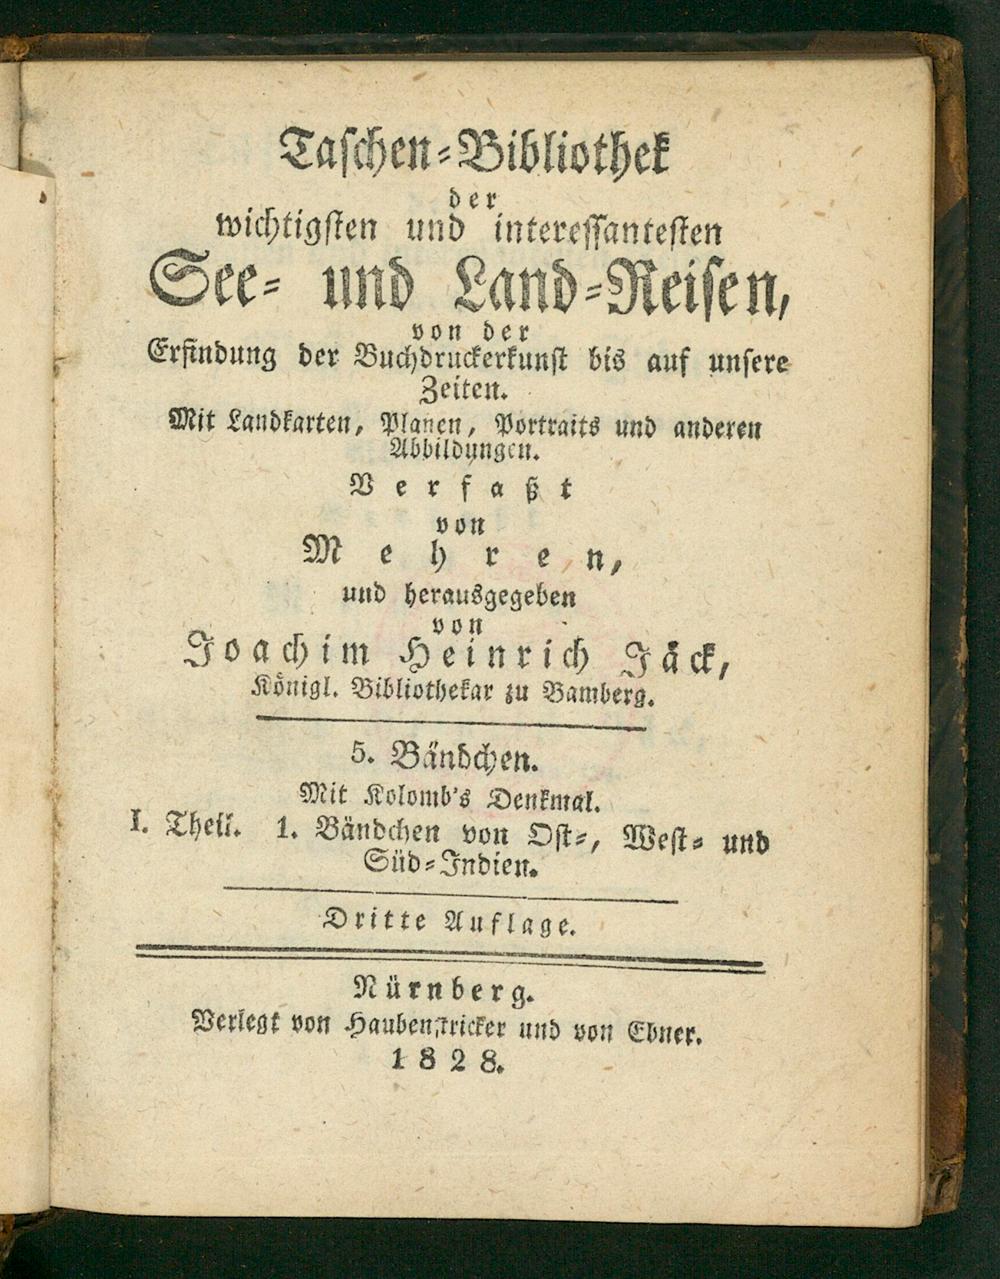 Taschen-Bibliothek
der
wichtigsten und interessantesten
See- und Land-Reisen,
von der
Erfindung der Buchdruckerkunst bis auf unsere
Zeiten.
Mit Landkarten, Planen, Portraits und anderen
Abbildungen.
Verfaßt
von
Mehren,
und herausgegeben
von
Joachim Heinrich Jäck,
Königl. Bibliothekar zu Bamberg.
5. Bändchen.
Mit Kolomb's Denkmal.
I. Theil. 1. Bändchen von Ost-, West- und
Süd-Indien.
Dritte Auflage.
Nürnberg.
Verlegt von Haubenstricker und von Ebner.
1828.